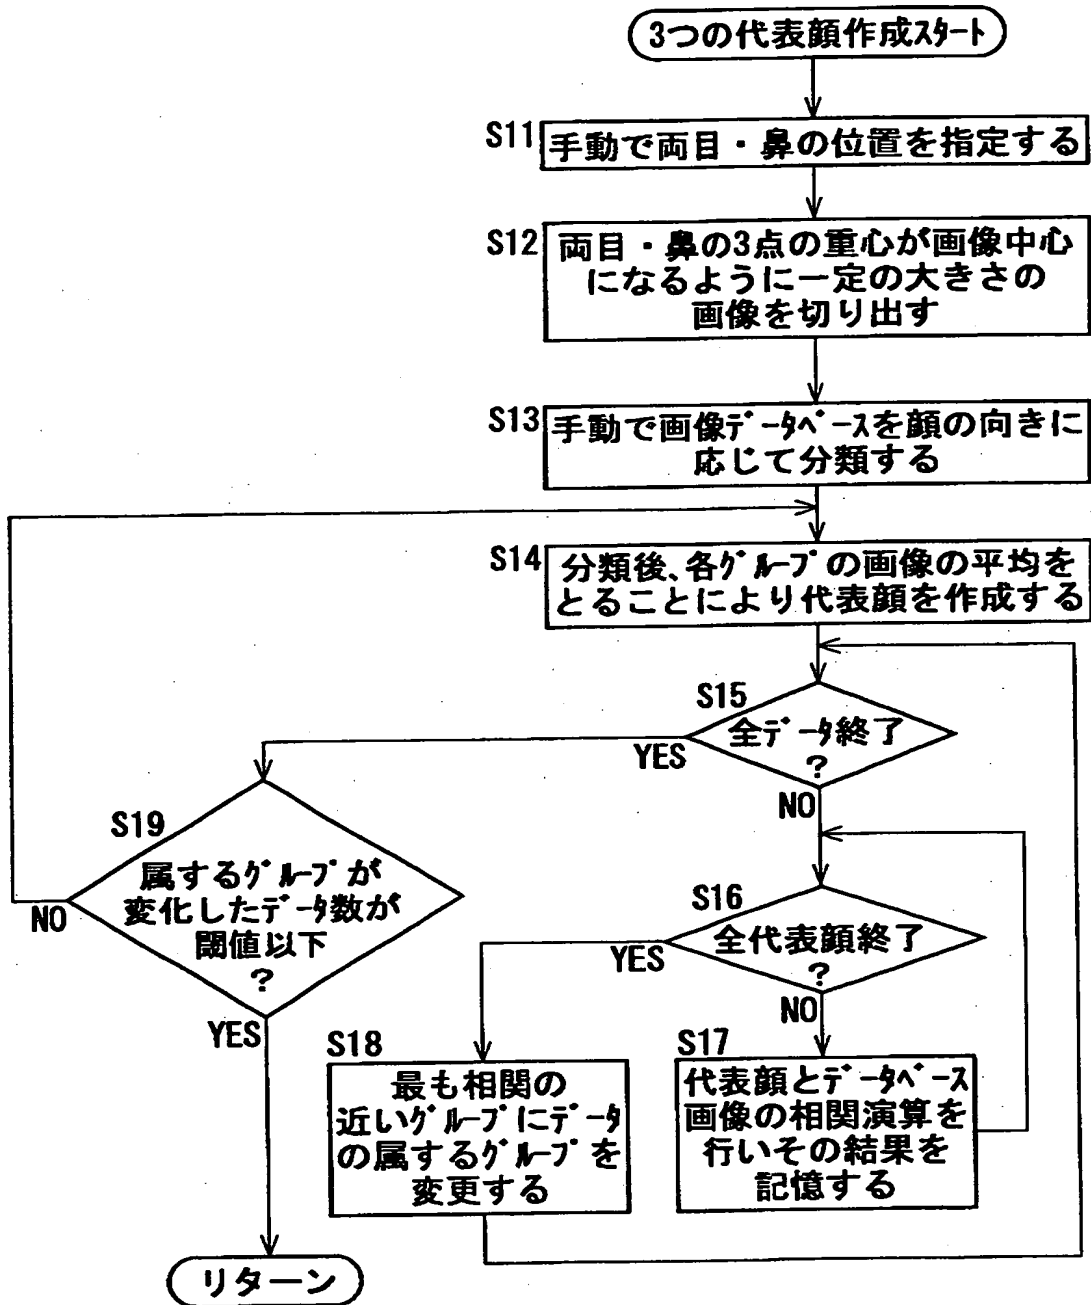 3つの代表顔作成ｽﾀｰﾄ
S11
手動で両目・鼻の位置を指定する
S12
両目・鼻の3点の重心が画像中心
になるように一定の大きさの
画像を切り出す
S13
手動で画像ﾃﾞｰﾀﾍﾞｰｽを顔の向きに
応じて分類する
S14
分類後、各ｸﾞﾙｰﾌﾟの画像の平均を
とることにより代表顔を作成する
S15
全ﾃﾞｰﾀ終了
?
YES
NO
S19
属するｸﾞﾙｰﾌﾟが
変化したﾃﾞｰﾀ数が
閾値以下
?
NO
YES
S16
全代表顔終了
?
YES
NO
S18
最も相関の
近いｸﾞﾙｰﾌﾟにﾃﾞｰﾀ
の属するｸﾞﾙｰﾌﾟを
変更する
S17
代表顔とﾃﾞｰﾀﾍﾞｰｽ
画像の相関演算を
行いその結果を
記憶する
リターン